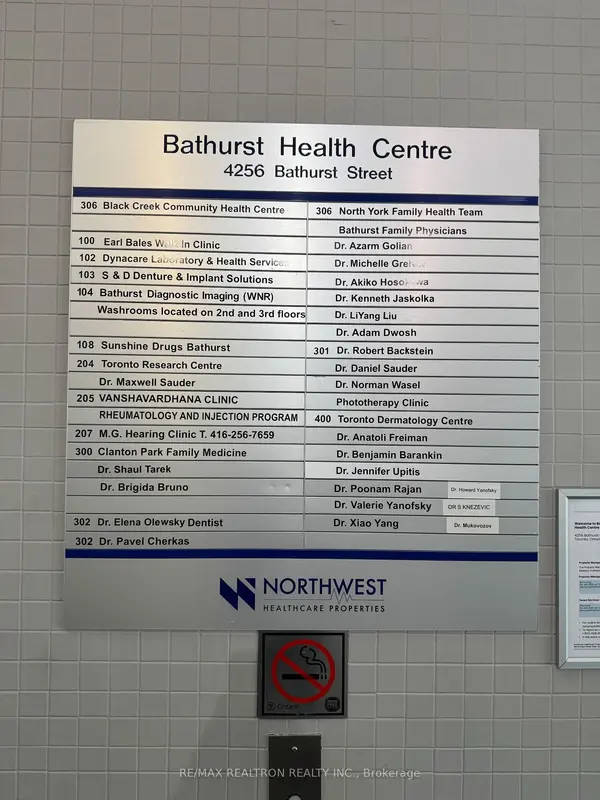 Bathurst Health Centre
4256 Bathurst Street
306 Black Creek Community Health Centre
100 Earl Bales Walk In Clinic
102 Dynacare Laboratory & Health Services
103 S & D Denture & Implant Solutions
104 Bathurst Diagnostic Imaging (WNR)
Washrooms located on 2nd and 3rd floors
108 Sunshine Drugs Bathurst
204 Toronto Research Centre
Dr. Maxwell Sauder
205 VANSHAVARDHANA CLINIC
RHEUMATOLOGY AND INJECTION PROGRAM
207 M.G. Hearing Clinic T. 416-256-7659
300 Clanton Park Family Medicine
Dr. Shaul Tarek
Dr. Brigida Bruno
302 Dr. Elena Olewsky Dentist
302 Dr. Pavel Cherkas
306 North York Family Health Team
Bathurst Family Physicians
Dr. Azarm Golian
Dr. Michelle
Dr. Akiko Hosokawa
Dr. Kenneth Jaskolka
Dr. LiYang Liu
Dr. Adam Dwosh
301 Dr. Robert Backstein
Dr. Daniel Sauder
Dr. Norman Wasel
Phototherapy Clinic
400 Toronto Dermatology Centre
Dr. Anatoli Freiman
Dr. Benjamin Barankin
Dr. Jennifer Upitis
Dr. Poonam Rajan Dr. Howard Yanofsky
Dr. Valerie Yanofsky DR S KNEZEVIC
Dr. Xiao Yang Dr. Mukovozov
NORTHWEST
HEALTHCARE PROPERTIES
Ontario
RE/MAX REALTRON REALTY INC., Brokerage